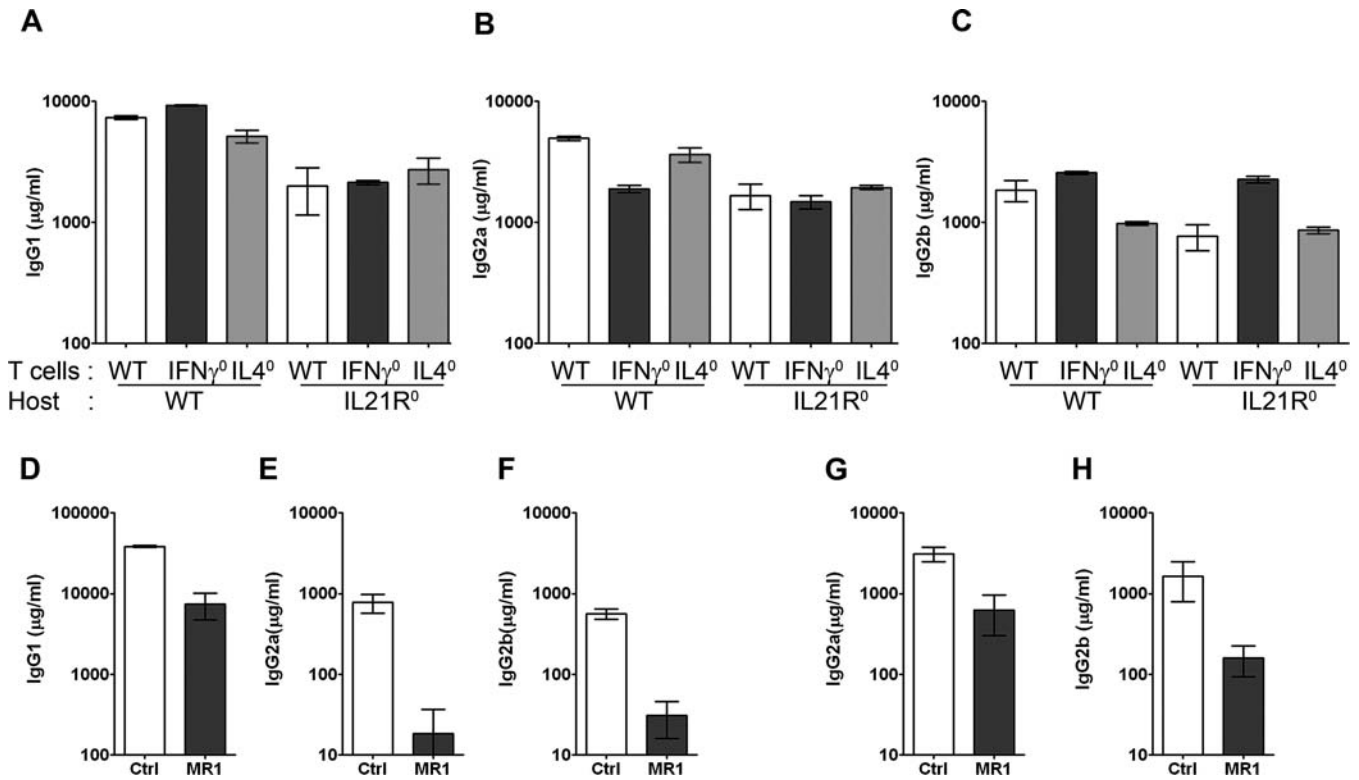 A
B
C
IgG1 (µg/ml)
10000
1000
100
IgG2a (µg/ml)
10000
1000
100
IgG2b (µg/ml)
10000
1000
100
T cells : WT IFNγ⁰ IL4⁰ WT IFNγ⁰ IL4⁰ WT IFNγ⁰ IL4⁰ WT IFNγ⁰ IL4⁰ WT IFNγ⁰ IL4⁰ WT IFNγ⁰ IL4⁰
Host : WT IL21R⁰ WT IL21R⁰ WT IL21R⁰
D
E
F
G
H
IgG1 (µg/ml)
100000
10000
1000
100
Ctrl MR1
IgG2a(µg/ml)
10000
1000
100
10
Ctrl MR1
IgG2b(µg/ml)
10000
1000
100
10
Ctrl MR1
IgG2a(µg/ml)
10000
1000
100
10
Ctrl MR1
IgG2b (µg/ml)
10000
1000
100
10
Ctrl MR1